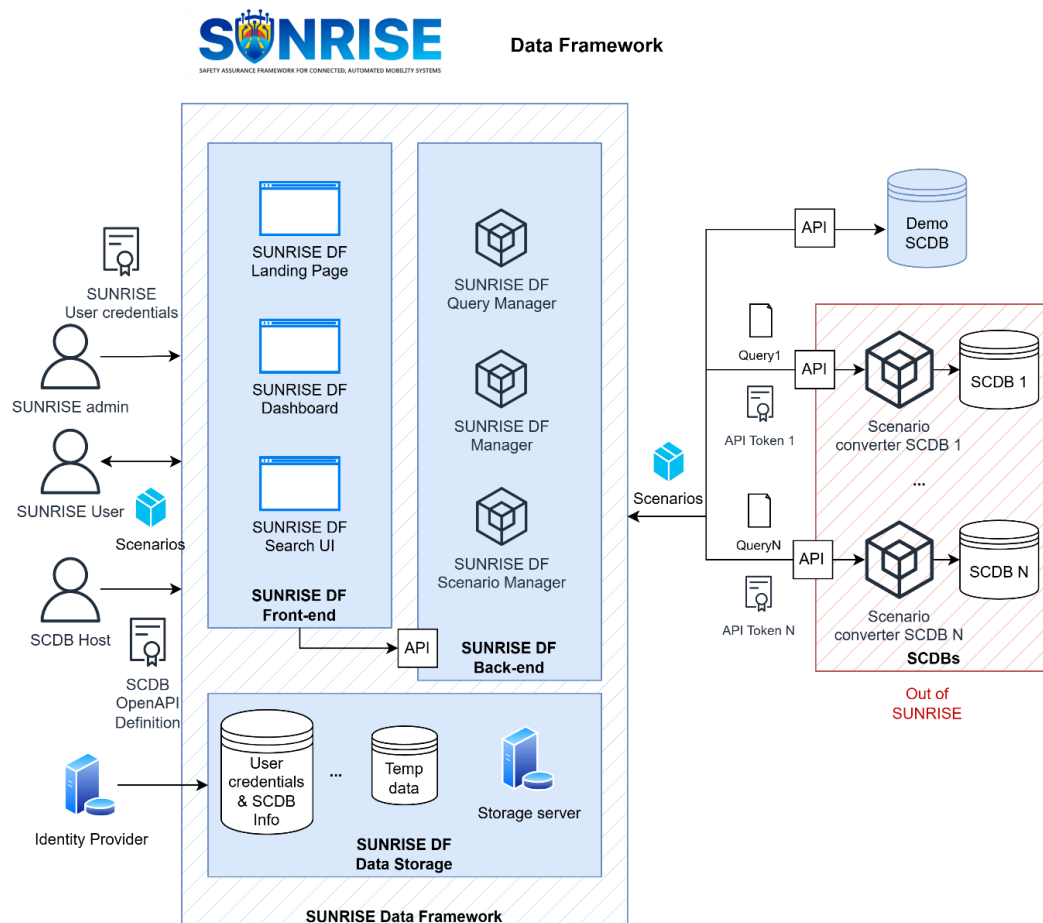 SUNRISE
SAFETY ASSURANCE FRAMEWORK FOR CONNECTED, AUTOMATED MOBILITY SYSTEMS
Data Framework
SUNRISE
User credentials
SUNRISE admin
SUNRISE User
Scenarios
SCDB Host
SCDB
OpenAPI
Definition
Identity Provider
SUNRISE DF
Landing Page
SUNRISE DF
Dashboard
SUNRISE DF
Search UI
SUNRISE DF
Front-end
SUNRISE DF
Query Manager
SUNRISE DF
Manager
SUNRISE DF
Scenario Manager
API
SUNRISE DF
Back-end
User
credentials
& SCDB
Info
...
Temp
data
Storage server
SUNRISE DF
Data Storage
SUNRISE Data Framework
Scenarios
API
Demo
SCDB
Query1
API
API Token 1
Scenario
converter SCDB 1
SCDB 1
...
QueryN
API
API Token N
Scenario
converter SCDB N
SCDB N
SCDBs
Out of
SUNRISE